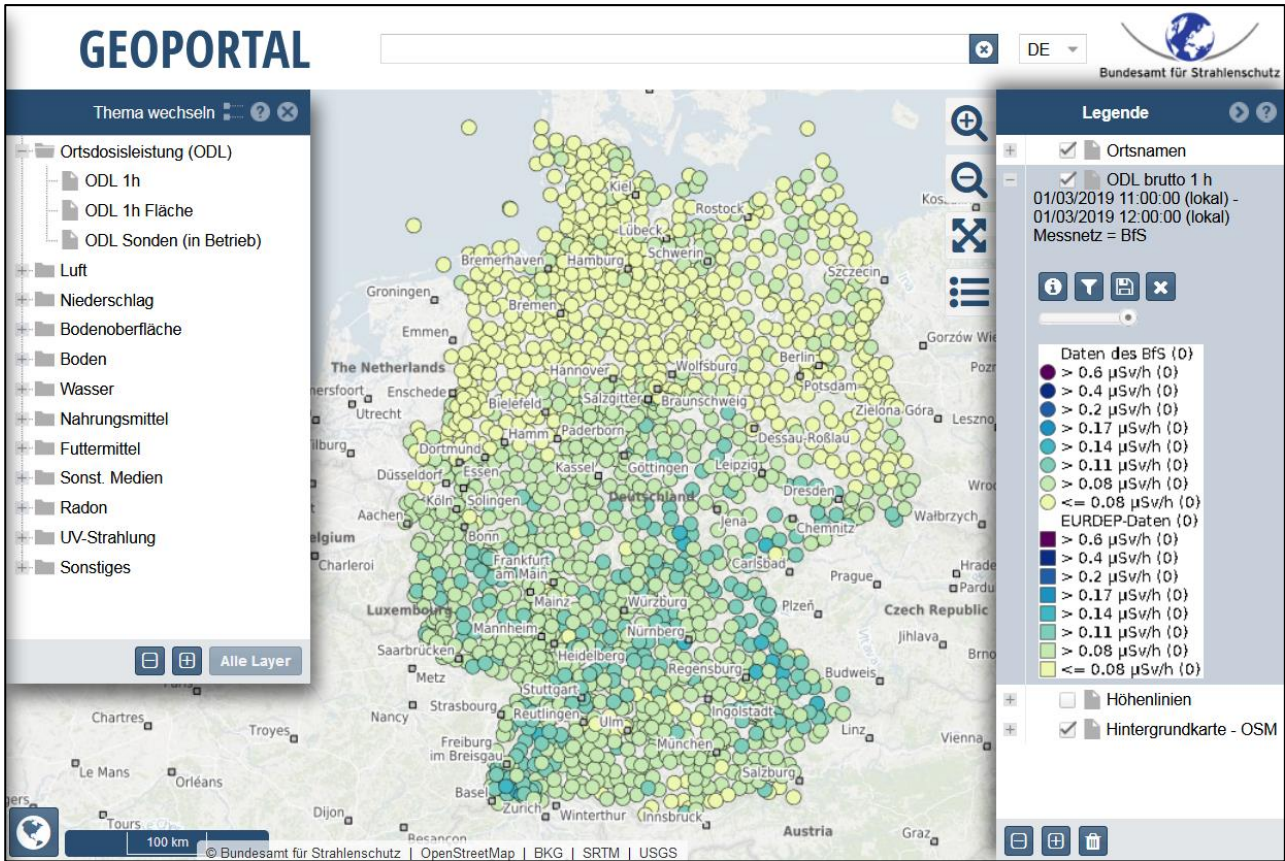 GEOPORTAL
DE
Bundesamt für Strahlenschutz
Thema wechseln
Ortsdosisleistung (ODL)
ODL 1h
ODL 1h Fläche
ODL Sonden (in Betrieb)
Luft
Niederschlag
Bodenoberfläche
Boden
Wasser
Nahrungsmittel
Futtermittel
Sonst. Medien
Radon
UV-Strahlung
Sonstiges
Alle Layer
Kiel
Rostock
Lübeck
Bremerhaven
Hamburg
Schwerin
Szczecin
Groningen
Bremen
Emmen
Gorzów Wie
The Netherlands
Hannover
Wolfsburg
Berlin
Enschede
Potsdam
Utrecht
Bielefeld
Salzgitter
Braunschweig
Zielona Góra
Leszno
Hamm
Paderborn
Dessau-Roßlau
Dortmund
Düsseldorf
Essen
Kassel
Göttingen
Leipzig
Deutschland
Dresden
Köln
Solingen
Aachen
Jena
Chemnitz
Wałbrzych
Bonn
Charleroi
Frankfurt
am Main
Carlsbad
Prague
Luxembourg
Mainz
Würzburg
Plzeň
Czech Republic
Mannheim
Nürnberg
Jihlava
Saarbrücken
Heidelberg
Metz
Regensburg
Budweis
Stuttgart
Chartres
Troyes
Nancy
Strasbourg
Reutlingen
Ulm
Ingolstadt
Linz
Vienna
Freiburg
im Breisgau
München
Salzburg
Le Mans
Orléans
Basel
Zurich
Winterthur
Innsbruck
Tours
Dijon
Besançon
Austria
Graz
100 km
© Bundesamt für Strahlenschutz | OpenStreetMap | BKG | SRTM | USGS
Legende
Ortsnamen
ODL brutto 1 h
01/03/2019 11:00:00 (lokal) -
01/03/2019 12:00:00 (lokal)
Messnetz = BfS
Daten des BfS (0)
> 0.6 µSv/h (0)
> 0.4 µSv/h (0)
> 0.2 µSv/h (0)
> 0.17 µSv/h (0)
> 0.14 µSv/h (0)
> 0.11 µSv/h (0)
> 0.08 µSv/h (0)
<= 0.08 µSv/h (0)
EURDEP-Daten (0)
> 0.6 µSv/h (0)
> 0.4 µSv/h (0)
> 0.2 µSv/h (0)
> 0.17 µSv/h (0)
> 0.14 µSv/h (0)
> 0.11 µSv/h (0)
> 0.08 µSv/h (0)
<= 0.08 µSv/h (0)
Höhenlinien
Hintergrundkarte - OSM